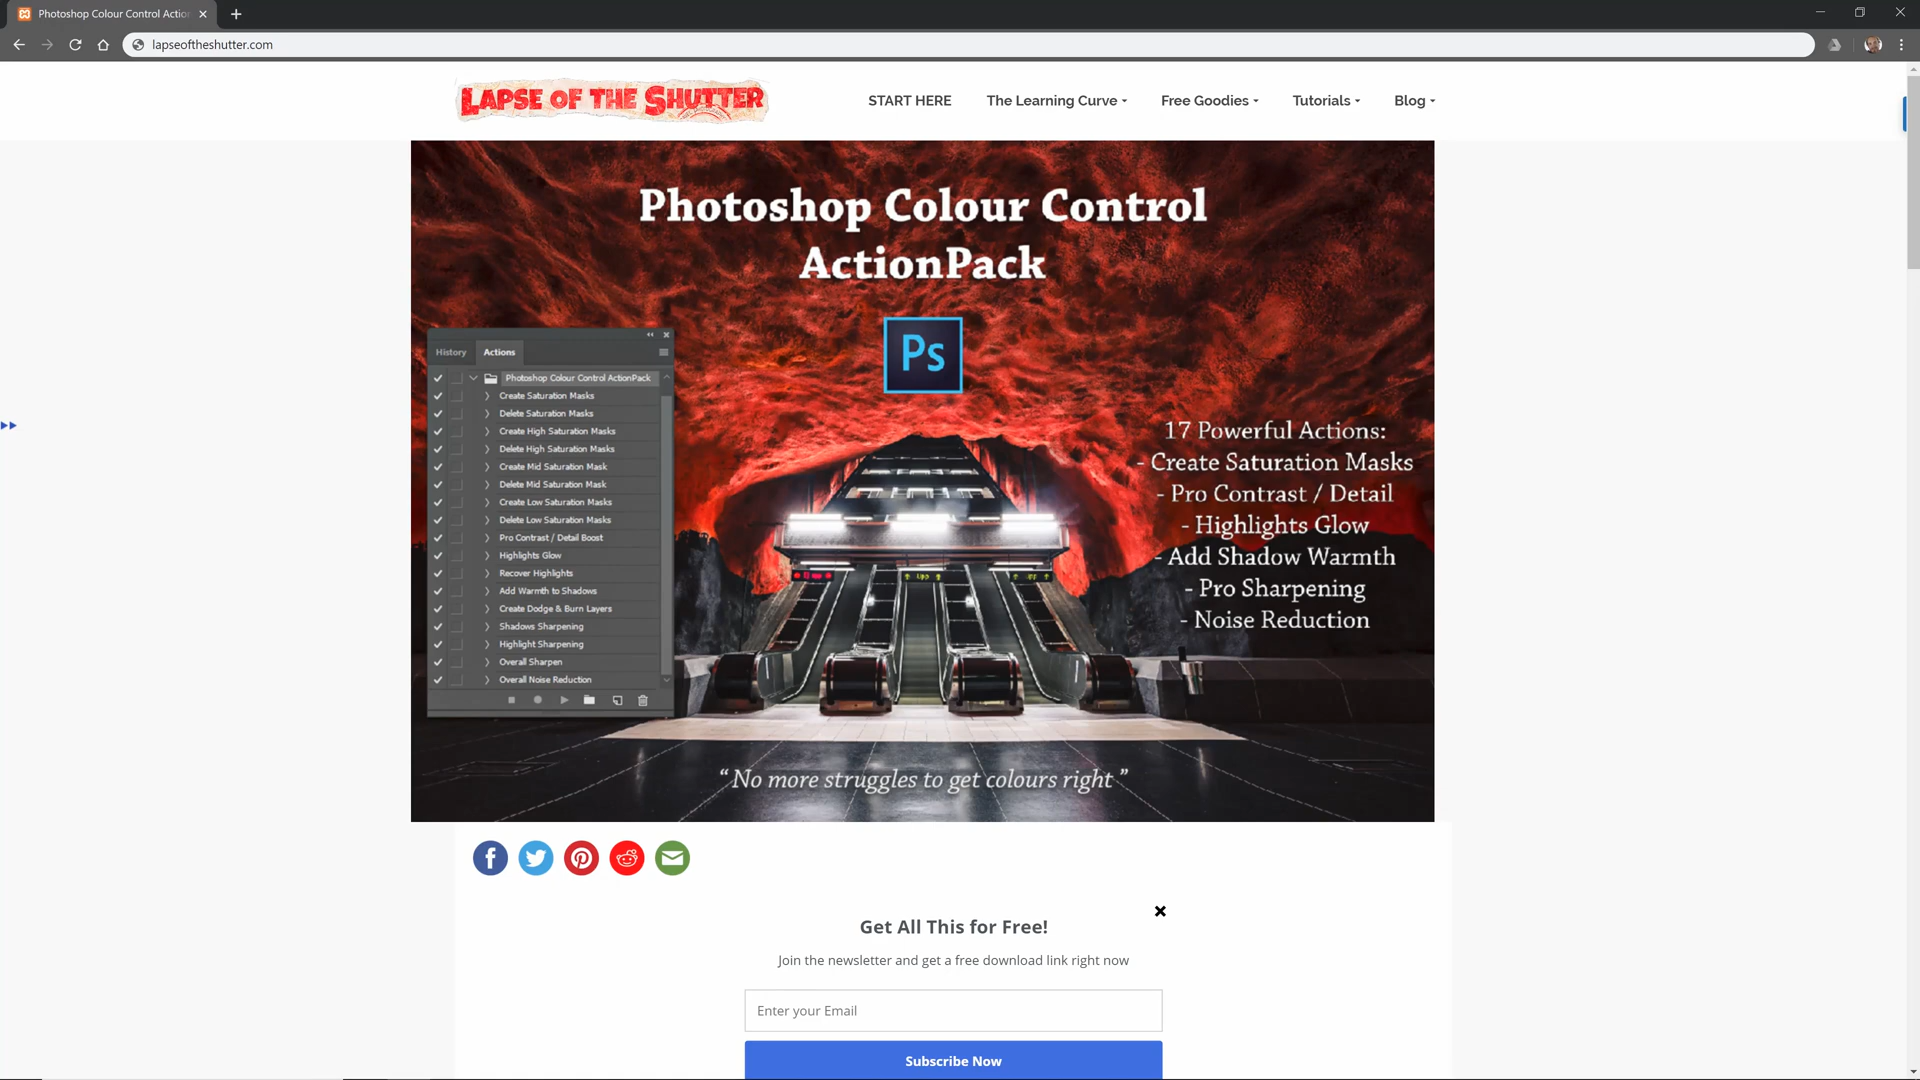 Photoshop Colour Control Action
lapseoftheshutter.com
LAPSE OF THE SHUTTER
START HERE
The Learning Curve
Free Goodies
Tutorials
Blog
Photoshop Colour Control
ActionPack
Ps
History
Actions
Photoshop Colour Control ActionPack
Create Saturation Masks
Delete Saturation Masks
Create High Saturation Masks
Delete High Saturation Masks
Create Mid Saturation Mask
Delete Mid Saturation Mask
Create Low Saturation Masks
Delete Low Saturation Masks
Pro Contrast / Detail Boost
Highlights Glow
Recover Highlights
Add Warmth to Shadows
Create Dodge & Burn Layers
Shadows Sharpening
Highlight Sharpening
Overall Sharpen
Overall Noise Reduction
17 Powerful Actions:
- Create Saturation Masks
- Pro Contrast / Detail
- Highlights Glow
- Add Shadow Warmth
- Pro Sharpening
- Noise Reduction
“ No more struggles to get colours right ”
Get All This for Free!
Join the newsletter and get a free download link right now
Enter your Email
Subscribe Now